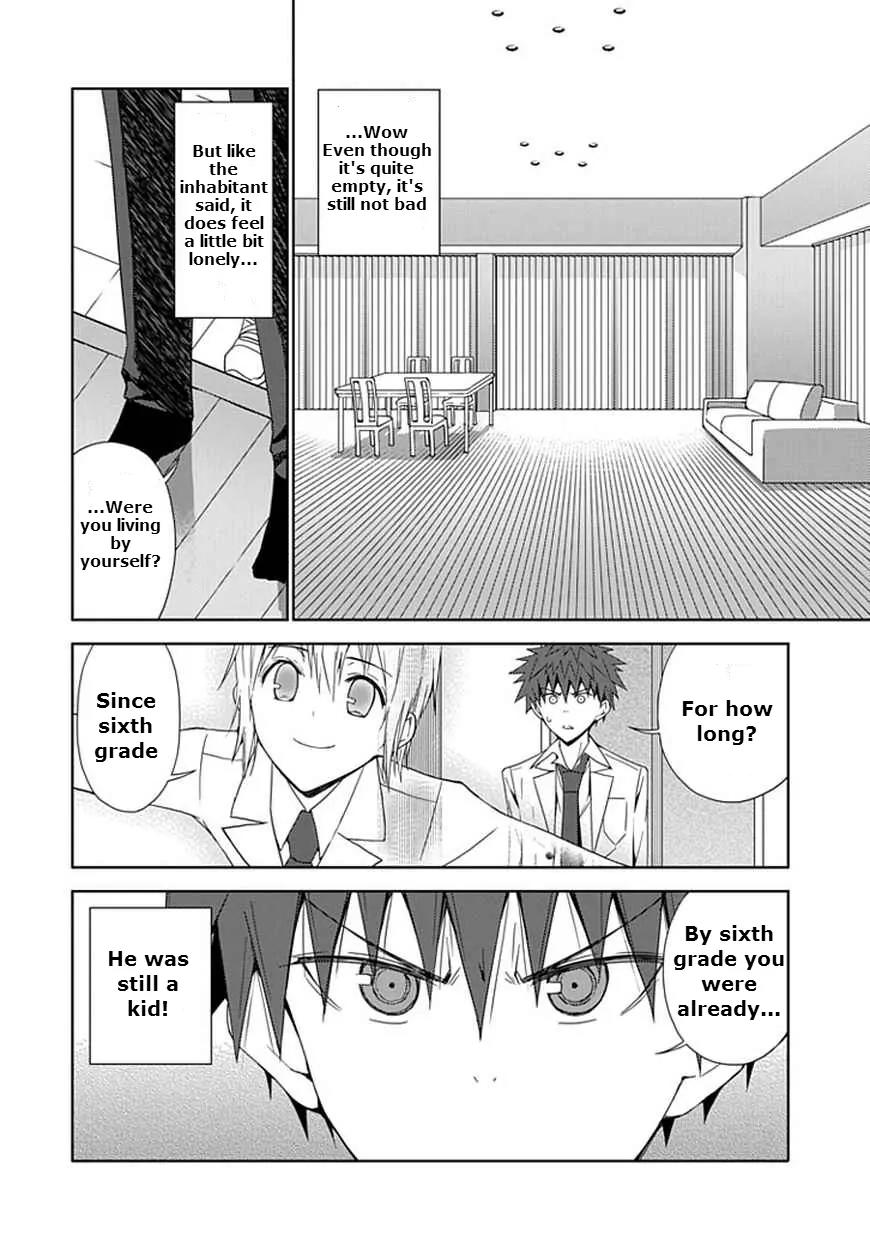 ...Wow
Even though
it's quite
empty, it's
still not bad
But like
the
inhabitant
said, it
does feel
a little bit
lonely...
...Were
you living
by
yourself?
For how
long?
Since
sixth
grade
By sixth
grade you
were
already...
He was
still a
kid!